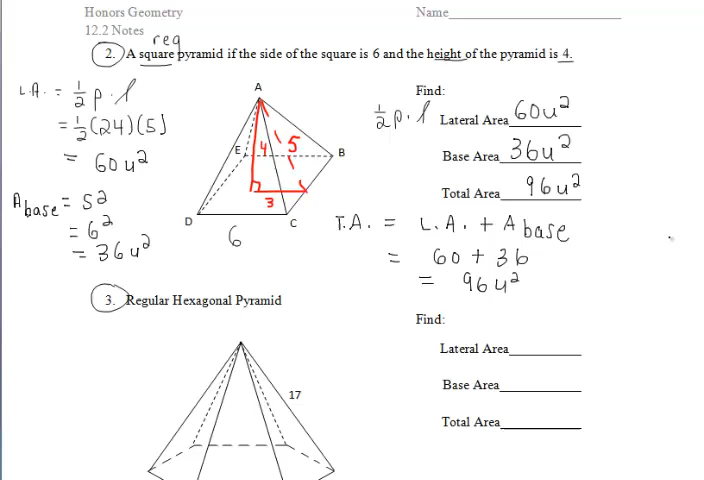 Honors Geometry
Name
12.2 Notes
reg
2. A square pyramid if the side of the square is 6 and the height of the pyramid is 4.
L.A. = 1/2 p · l
= 1/2 (24)(5)
= 60u²
A base = s²
= 6²
= 36u²
A
E
B
D
C
4
5
3
6
Find:
1/2 p · l
Lateral Area 60u²
Base Area 36u²
Total Area 96u²
T.A. = L.A. + A base
= 60 + 36
= 96u²
3. Regular Hexagonal Pyramid
17
Find:
Lateral Area
Base Area
Total Area